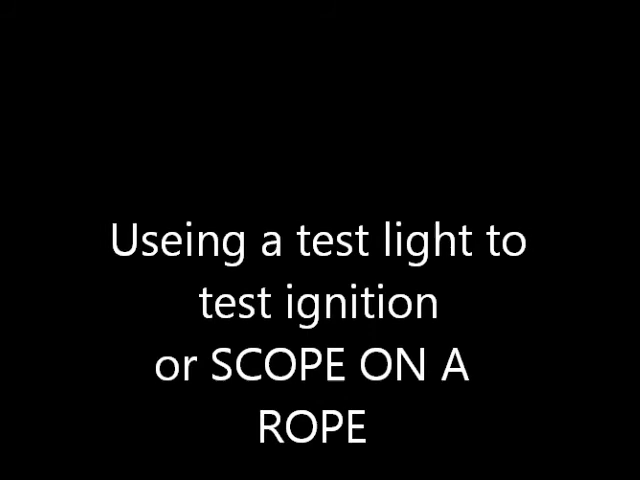 Useing a test light to
test ignition
or SCOPE ON A
ROPE